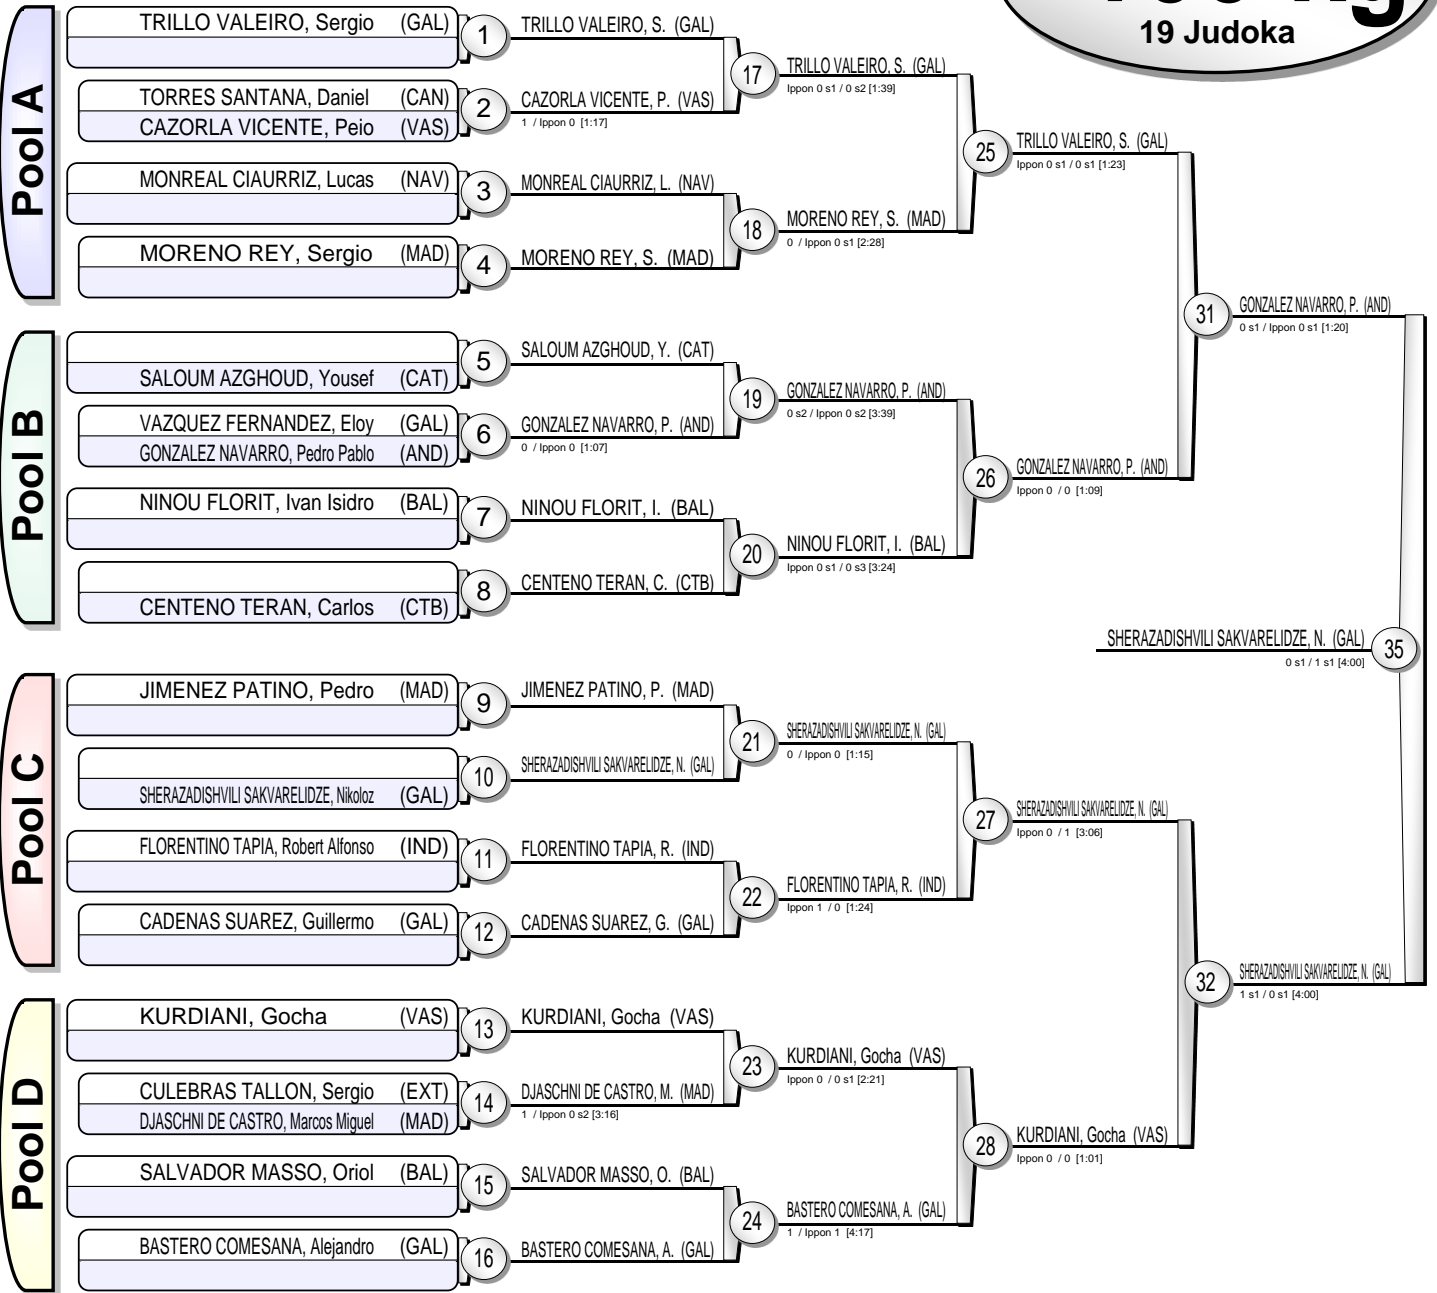 19 Judoka
Pool A
TRILLO VALEIRO, Sergio (GAL)
1
TORRES SANTANA, Daniel (CAN)
CAZORLA VICENTE, Peio (VAS)
2
MONREAL CIAURRIZ, Lucas (NAV)
3
MORENO REY, Sergio (MAD)
4
Pool B
5
SALOUM AZGHOUD, Yousef (CAT)
VAZQUEZ FERNANDEZ, Eloy (GAL)
GONZALEZ NAVARRO, Pedro Pablo (AND)
6
NINOU FLORIT, Ivan Isidro (BAL)
7
8
CENTENO TERAN, Carlos (CTB)
Pool C
JIMENEZ PATINO, Pedro (MAD)
9
10
SHERAZADISHVILI SAKVARELIDZE, Nikoloz (GAL)
FLORENTINO TAPIA, Robert Alfonso (IND)
11
CADENAS SUAREZ, Guillermo (GAL)
12
Pool D
KURDIANI, Gocha (VAS)
13
CULEBRAS TALLON, Sergio (EXT)
DJASCHNI DE CASTRO, Marcos Miguel (MAD)
14
SALVADOR MASSO, Oriol (BAL)
15
BASTERO COMESANA, Alejandro (GAL)
16
TRILLO VALEIRO, S. (GAL)
17
CAZORLA VICENTE, P. (VAS)
1 / Ippon 0 [1:17]
MONREAL CIAURRIZ, L. (NAV)
18
MORENO REY, S. (MAD)
SALOUM AZGHOUD, Y. (CAT)
19
GONZALEZ NAVARRO, P. (AND)
0 / Ippon 0 [1:07]
NINOU FLORIT, I. (BAL)
20
CENTENO TERAN, C. (CTB)
JIMENEZ PATINO, P. (MAD)
21
SHERAZADISHVILI SAKVARELIDZE, N. (GAL)
FLORENTINO TAPIA, R. (IND)
22
CADENAS SUAREZ, G. (GAL)
KURDIANI, Gocha (VAS)
23
DJASCHNI DE CASTRO, M. (MAD)
1 / Ippon 0 s2 [3:16]
SALVADOR MASSO, O. (BAL)
24
BASTERO COMESANA, A. (GAL)
TRILLO VALEIRO, S. (GAL)
Ippon 0 s1 / 0 s2 [1:39]
25
MORENO REY, S. (MAD)
0 / Ippon 0 s1 [2:28]
GONZALEZ NAVARRO, P. (AND)
0 s2 / Ippon 0 s2 [3:39]
26
NINOU FLORIT, I. (BAL)
Ippon 0 s1 / 0 s3 [3:24]
SHERAZADISHVILI SAKVARELIDZE, N. (GAL)
0 / Ippon 0 [1:15]
27
FLORENTINO TAPIA, R. (IND)
Ippon 1 / 0 [1:24]
KURDIANI, Gocha (VAS)
Ippon 0 / 0 s1 [2:21]
28
BASTERO COMESANA, A. (GAL)
1 / Ippon 1 [4:17]
TRILLO VALEIRO, S. (GAL)
Ippon 0 s1 / 0 s1 [1:23]
31
GONZALEZ NAVARRO, P. (AND)
Ippon 0 / 0 [1:09]
SHERAZADISHVILI SAKVARELIDZE, N. (GAL)
Ippon 0 / 1 [3:06]
32
KURDIANI, Gocha (VAS)
Ippon 0 / 0 [1:01]
GONZALEZ NAVARRO, P. (AND)
0 s1 / Ippon 0 s1 [1:20]
SHERAZADISHVILI SAKVARELIDZE, N. (GAL)
35
0 s1 / 1 s1 [4:00]
SHERAZADISHVILI SAKVARELIDZE, N. (GAL)
1 s1 / 0 s1 [4:00]